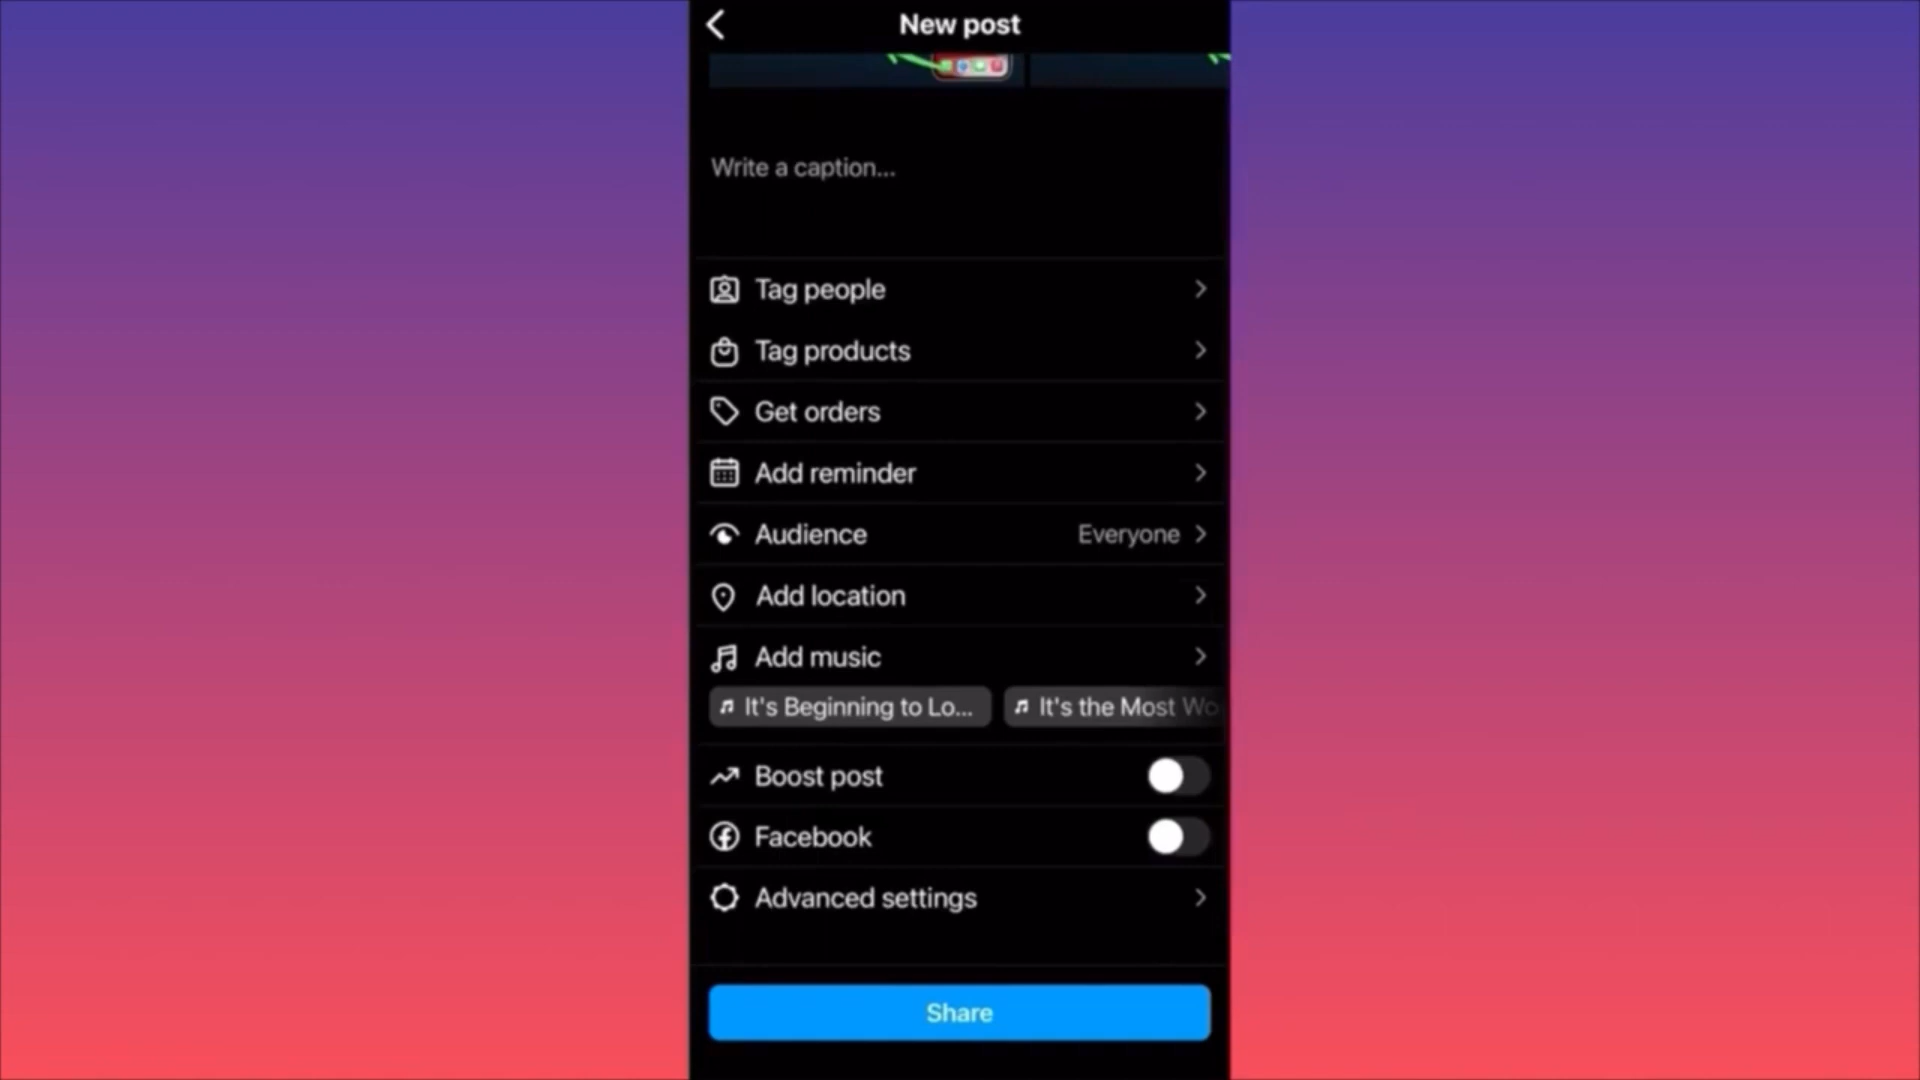 New post
Write a caption...
Tag people
Tag products
Get orders
Add reminder
Audience Everyone
Add location
Add music
It's Beginning to Lo... It's the Most Wo
Boost post
Facebook
Advanced settings
Share